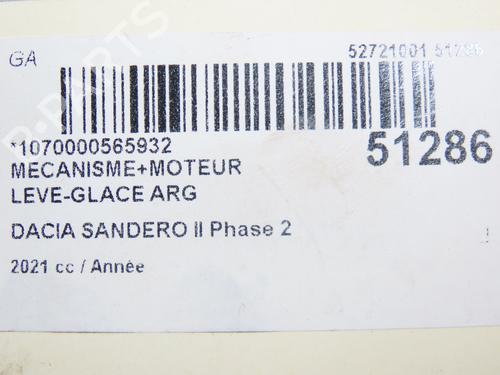 GA
52721001 51286
*1070000565932
51286
MECANISME+MOTEUR
LEVE-GLACE ARG
DACIA SANDERO II Phase 2
2021 cc / Année